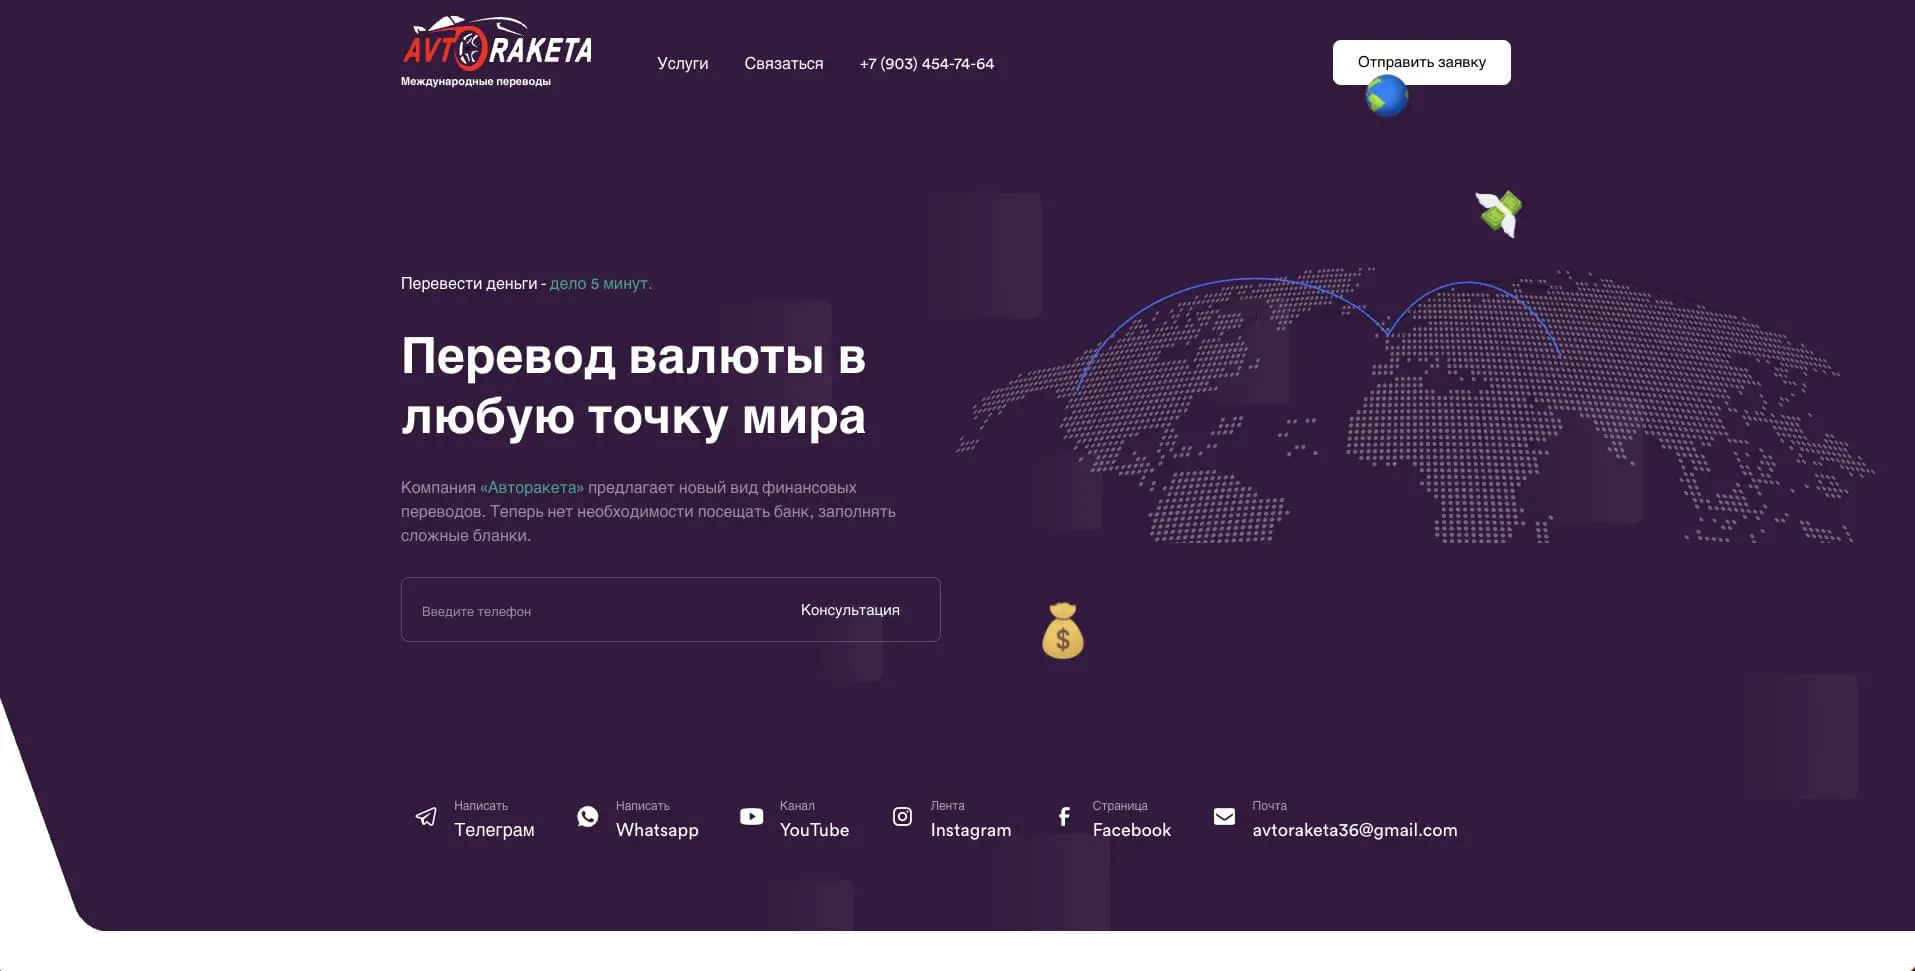 AVTORAKETA
Международные переводы
Услуги
Связаться
+7 (903) 454-74-64
Отправить заявку
Перевести деньги - дело 5 минут.
Перевод валюты в
любую точку мира
Компания «Авторакета» предлагает новый вид финансовых
переводов. Теперь нет необходимости посещать банк, заполнять
сложные бланки.
Введите телефон
Консультация
$
Написать
Телеграм
Написать
Whatsapp
Канал
YouTube
Лента
Instagram
Страница
Facebook
Почта
avtoraketa36@gmail.com